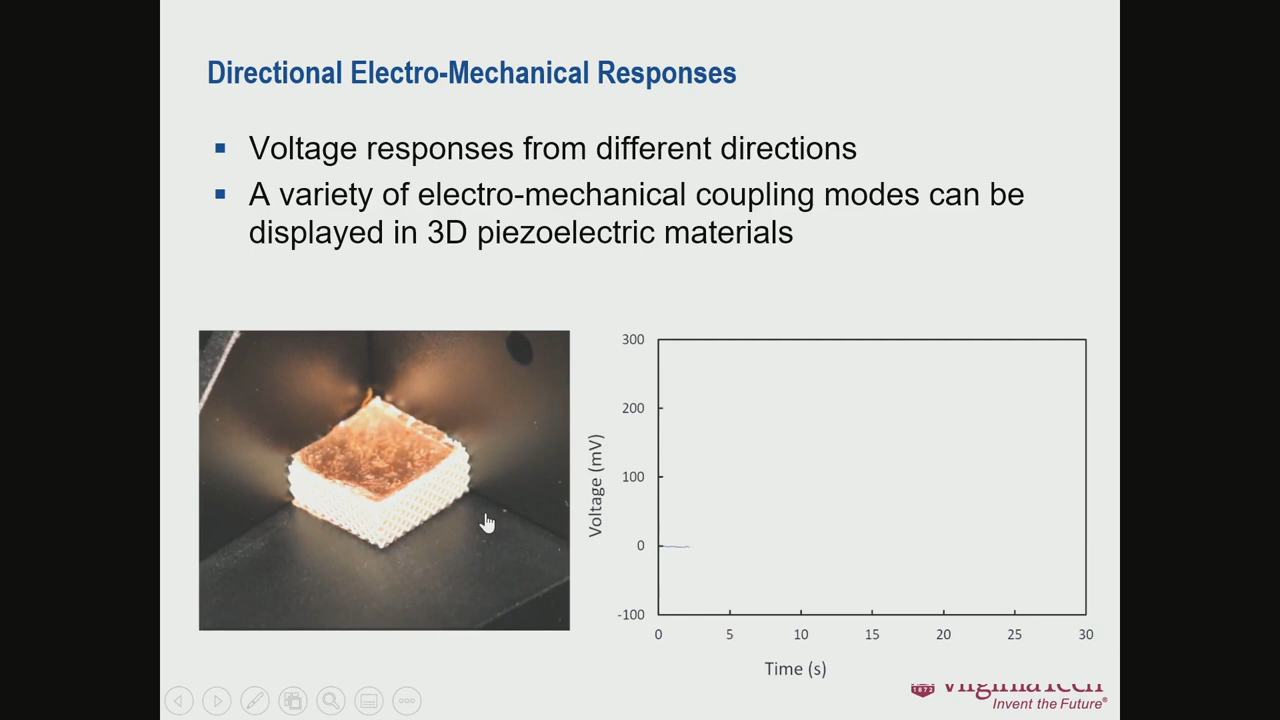 Directional Electro-Mechanical Responses
Voltage responses from different directions
A variety of electro-mechanical coupling modes can be
displayed in 3D piezoelectric materials
300
200
100
0
-100
Voltage (mV)
0 5 10 15 20 25 30
Time (s)
1872
VirginiaTech
Invent the Future®